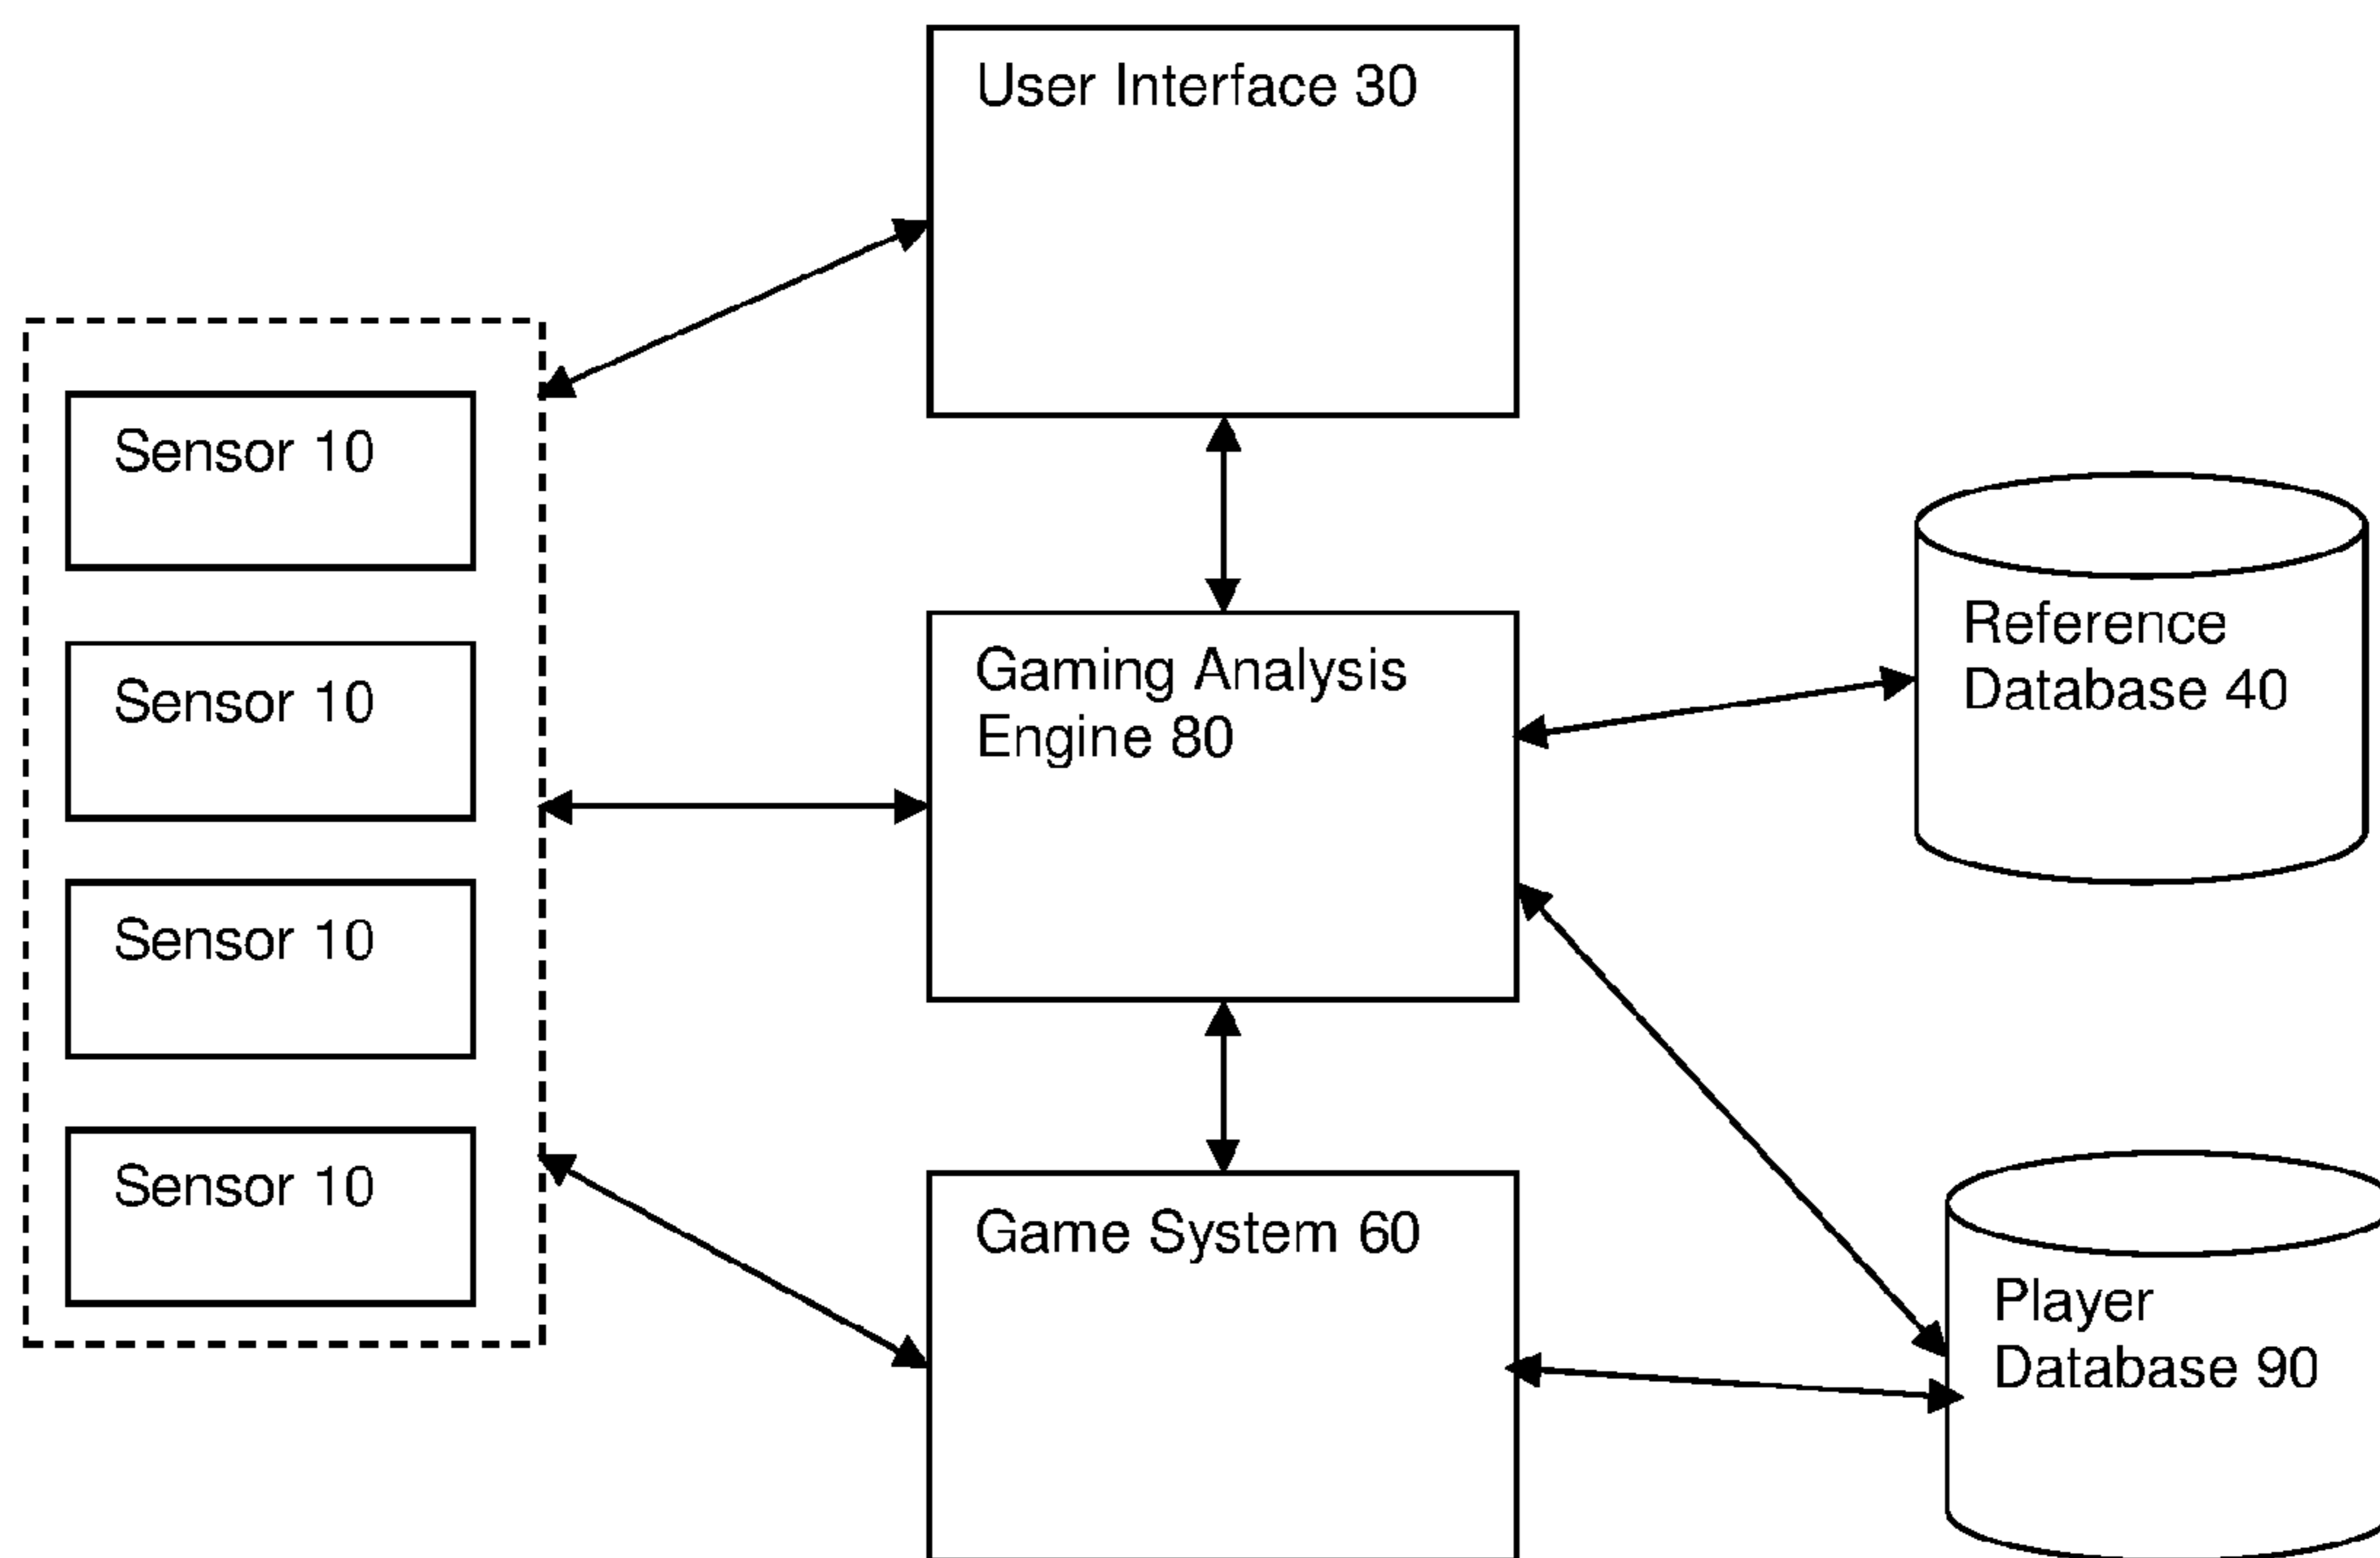 User Interface 30
Sensor 10
Sensor 10
Sensor 10
Sensor 10
Gaming Analysis
Engine 80
Game System 60
Reference
Database 40
Player
Database 90